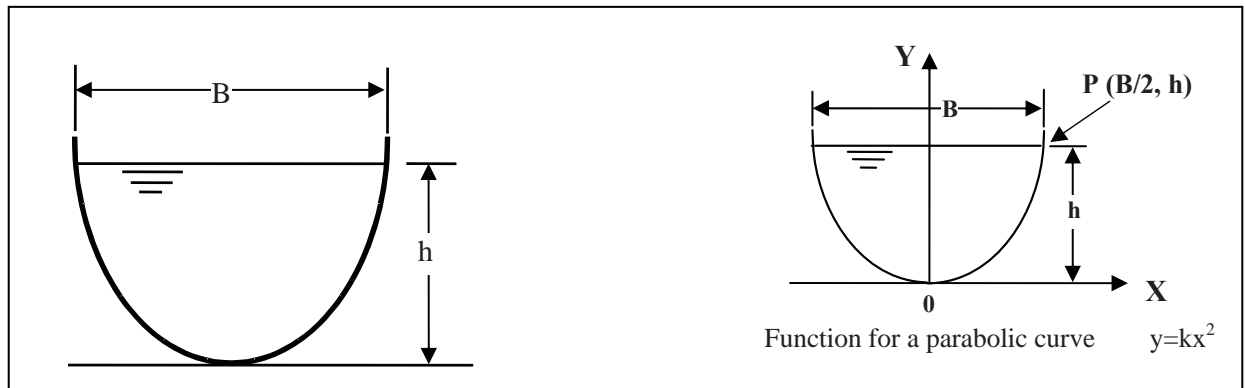 B
h
Y
P (B/2, h)
B
h
X
0
Function for a parabolic curve y=kx²